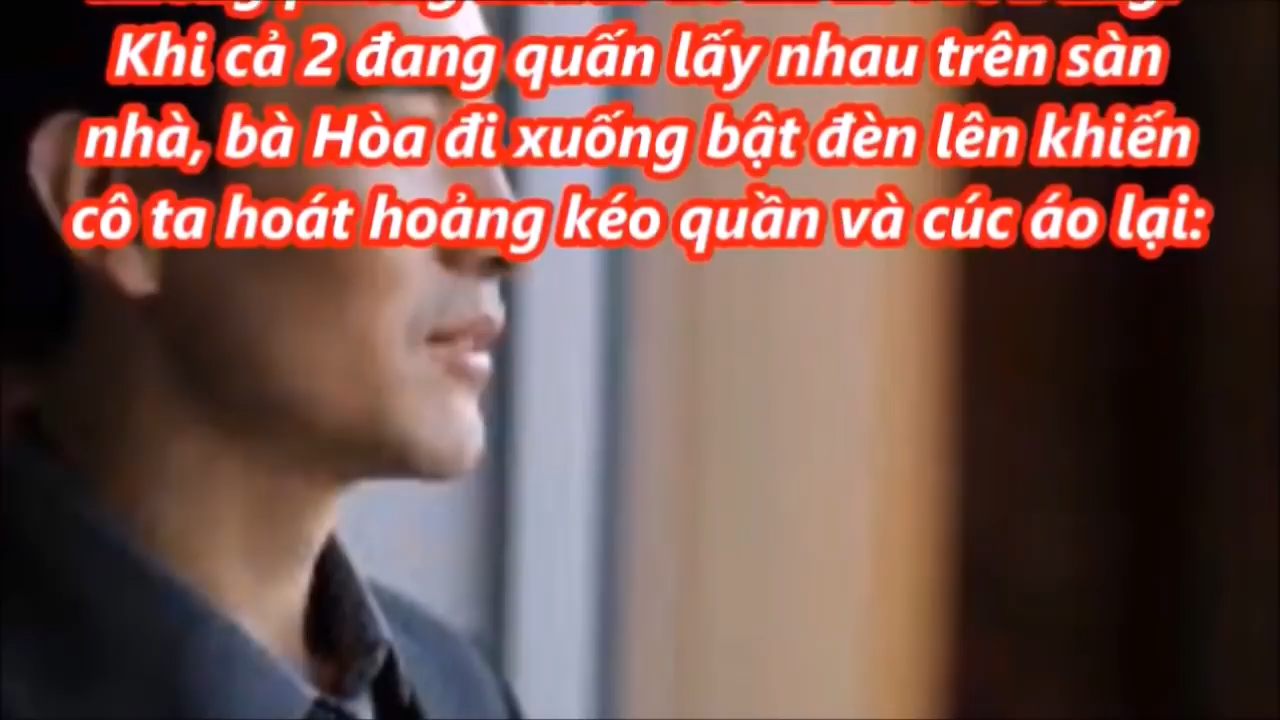 Khi cả 2 đang quấn lấy nhau trên sàn
nhà, bà Hòa đi xuống bật đèn lên khiến
cô ta hoát hoảng kéo quần và cúc áo lại: